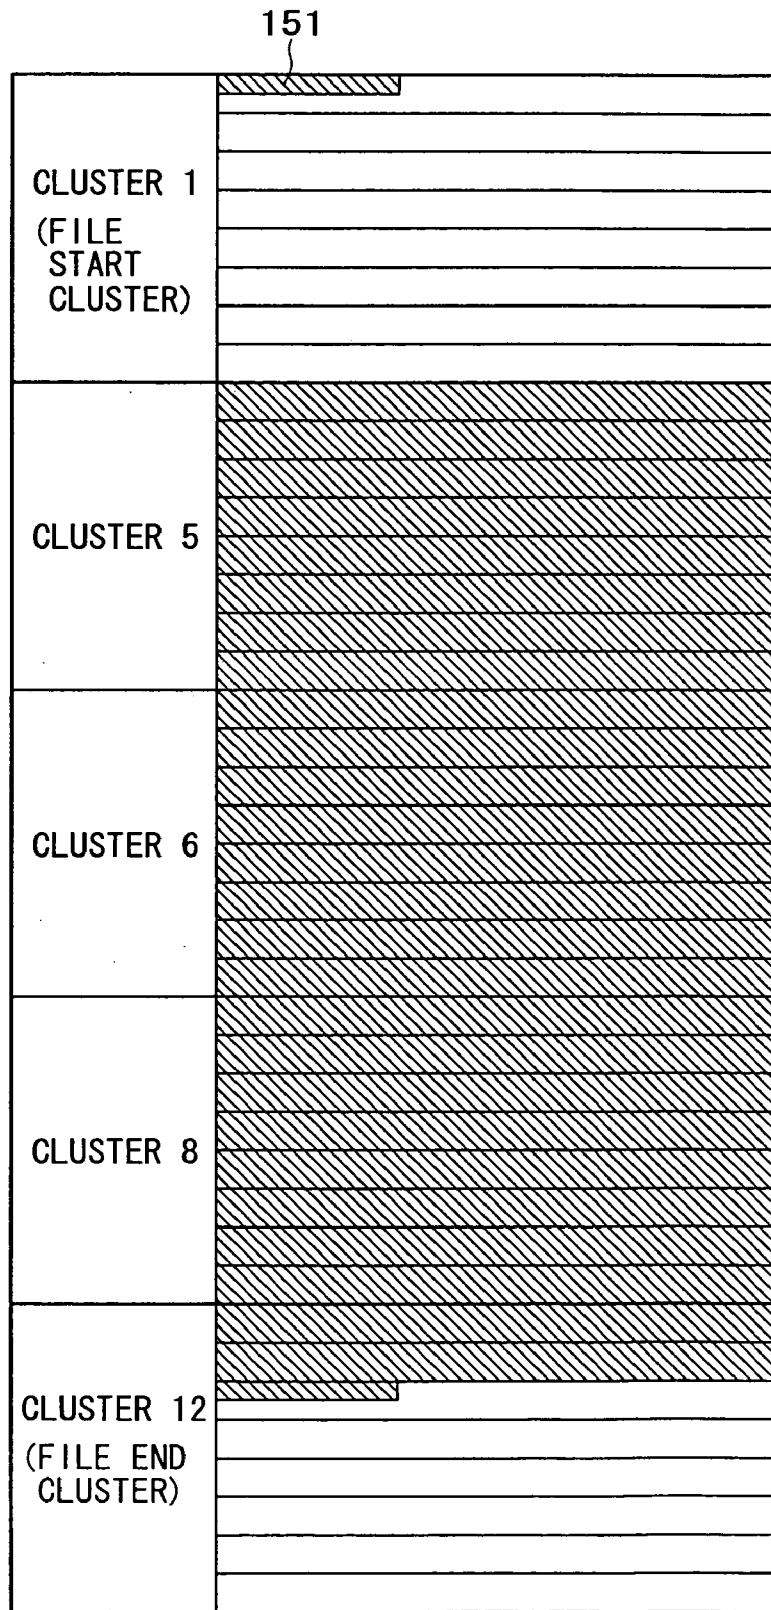 151
CLUSTER 1
(FILE
START
CLUSTER)
CLUSTER 5
CLUSTER 6
CLUSTER 8
CLUSTER 12
(FILE END
CLUSTER)